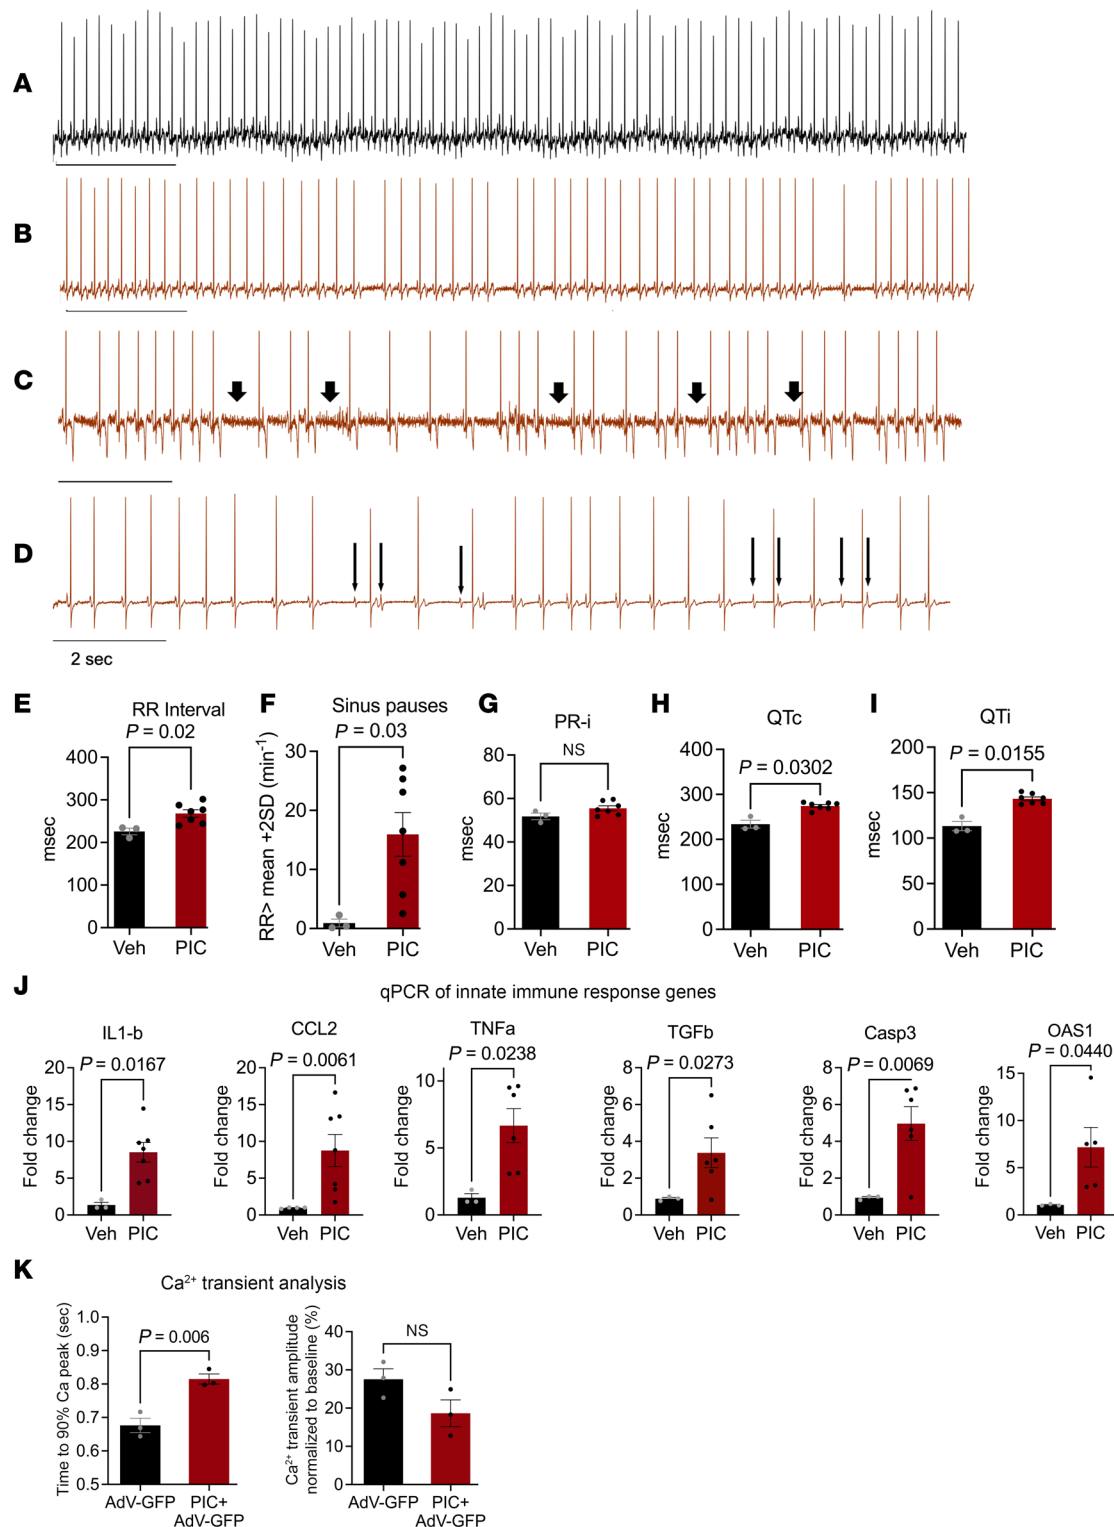 A
B
C
D
2 sec
E
RR Interval
P = 0.02
msec
400
300
200
100
0
Veh
PIC
F
Sinus pauses
P = 0.03
RR> mean +2SD (min⁻¹)
30
20
10
0
Veh
PIC
G
PR-i
NS
msec
80
60
40
20
0
Veh
PIC
H
QTc
P = 0.0302
msec
400
300
200
100
0
Veh
PIC
I
QTi
P = 0.0155
msec
200
150
100
50
0
Veh
PIC
J
qPCR of innate immune response genes
IL1-b
P = 0.0167
Fold change
20
15
10
5
0
Veh
PIC
CCL2
P = 0.0061
Fold change
20
15
10
5
0
Veh
PIC
TNFa
P = 0.0238
Fold change
10
5
0
Veh
PIC
TGFb
P = 0.0273
Fold change
8
6
4
2
0
Veh
PIC
Casp3
P = 0.0069
Fold change
8
6
4
2
0
Veh
PIC
OAS1
P = 0.0440
Fold change
15
10
5
0
Veh
PIC
K
Ca²⁺ transient analysis
P = 0.006
Time to 90% Ca peak (sec)
1.0
0.9
0.8
0.7
0.6
0.5
AdV-GFP
PIC+
AdV-GFP
NS
Ca²⁺ transient amplitude
normalized to baseline (%)
40
30
20
10
0
AdV-GFP
PIC+
AdV-GFP